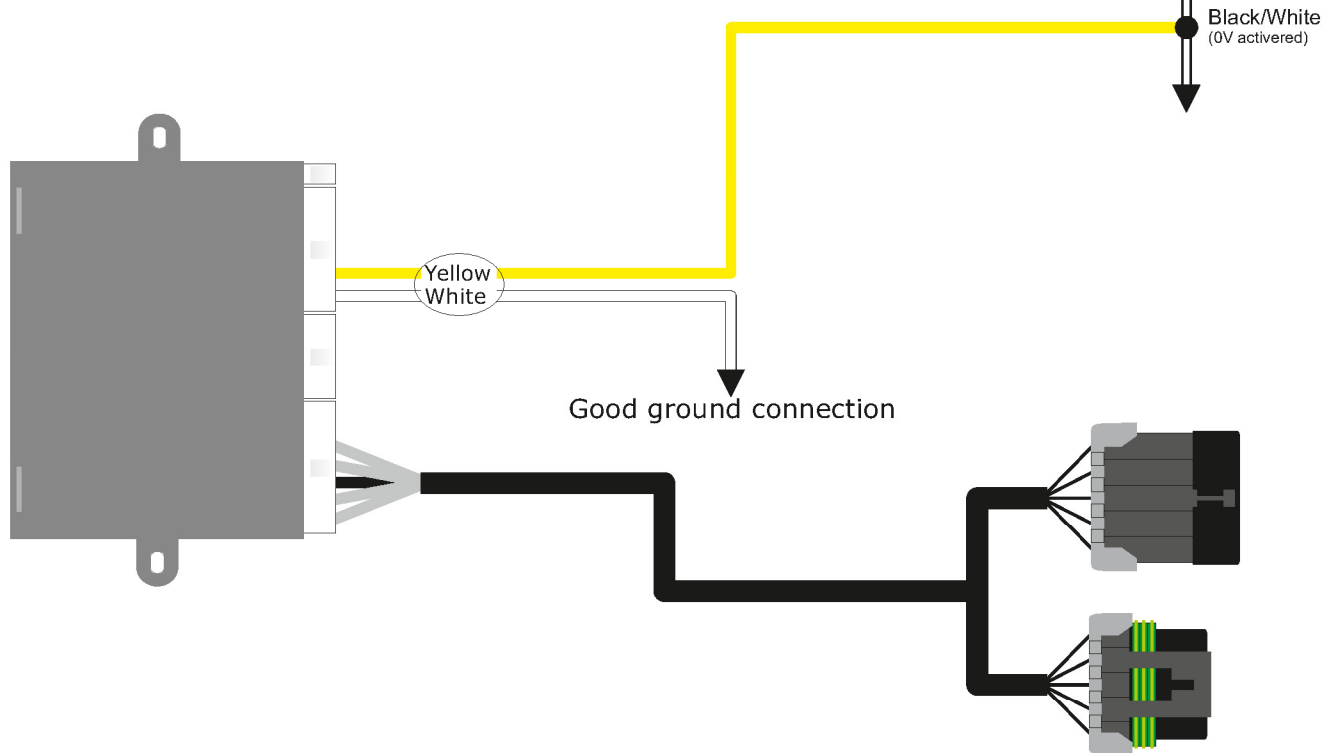 Black/White
(0V activered)
Yellow
White
Good ground connection